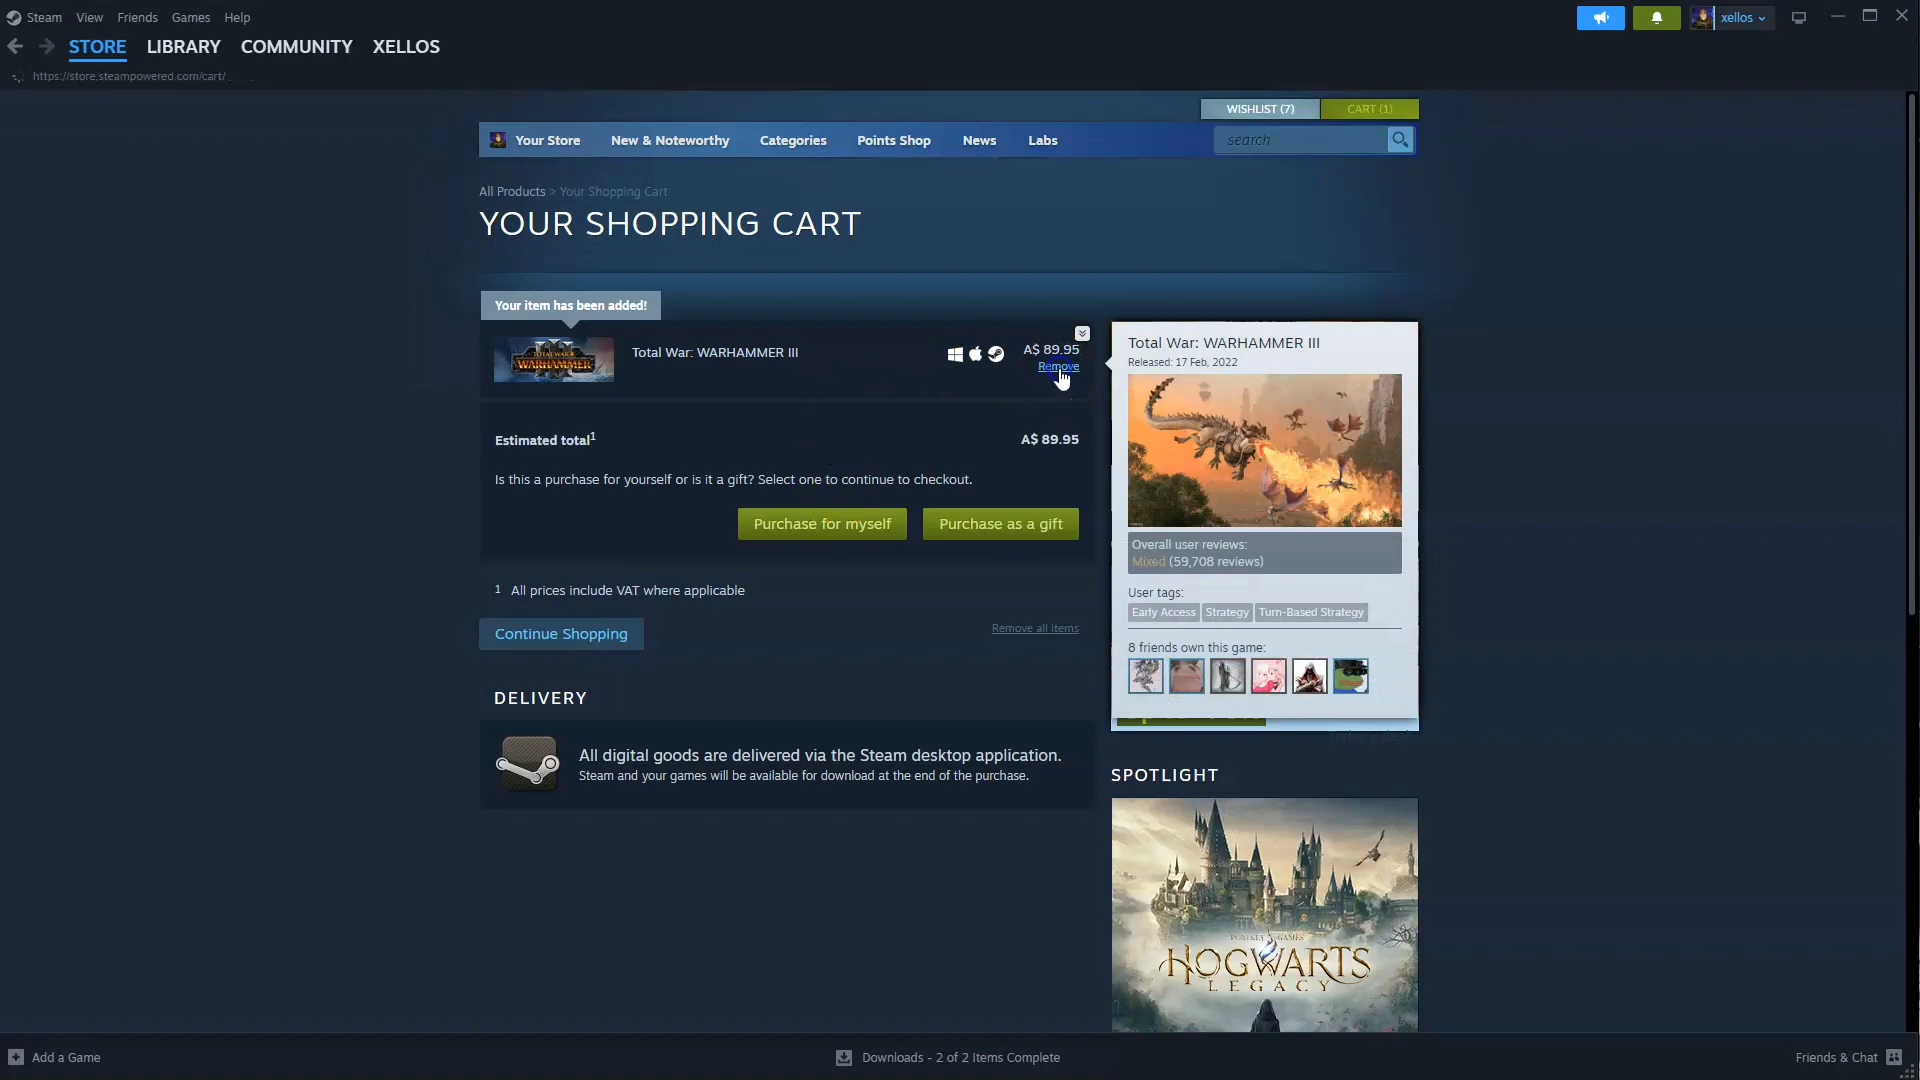 Steam View Friends Games Help
xellos
STORE LIBRARY COMMUNITY XELLOS
https://store.steampowered.com/cart/
WISHLIST (7) CART (1)
Your Store New & Noteworthy Categories Points Shop News Labs search
All Products > Your Shopping Cart
YOUR SHOPPING CART
Your item has been added!
TOTAL WAR
WARHAMMER
III
Total War: WARHAMMER III
A$ 89.95
Remove
Estimated total1
A$ 89.95
Is this a purchase for yourself or is it a gift? Select one to continue to checkout.
Purchase for myself Purchase as a gift
1 All prices include VAT where applicable
Continue Shopping Remove all items
DELIVERY
All digital goods are delivered via the Steam desktop application.
Steam and your games will be available for download at the end of the purchase.
Total War: WARHAMMER III
Released: 17 Feb, 2022
Overall user reviews:
Mixed (59,708 reviews)
User tags:
Early Access Strategy Turn-Based Strategy
8 friends own this game:
SPOTLIGHT
PORTKEY GAMES
HOGWARTS
LEGACY
Add a Game Downloads - 2 of 2 Items Complete Friends & Chat